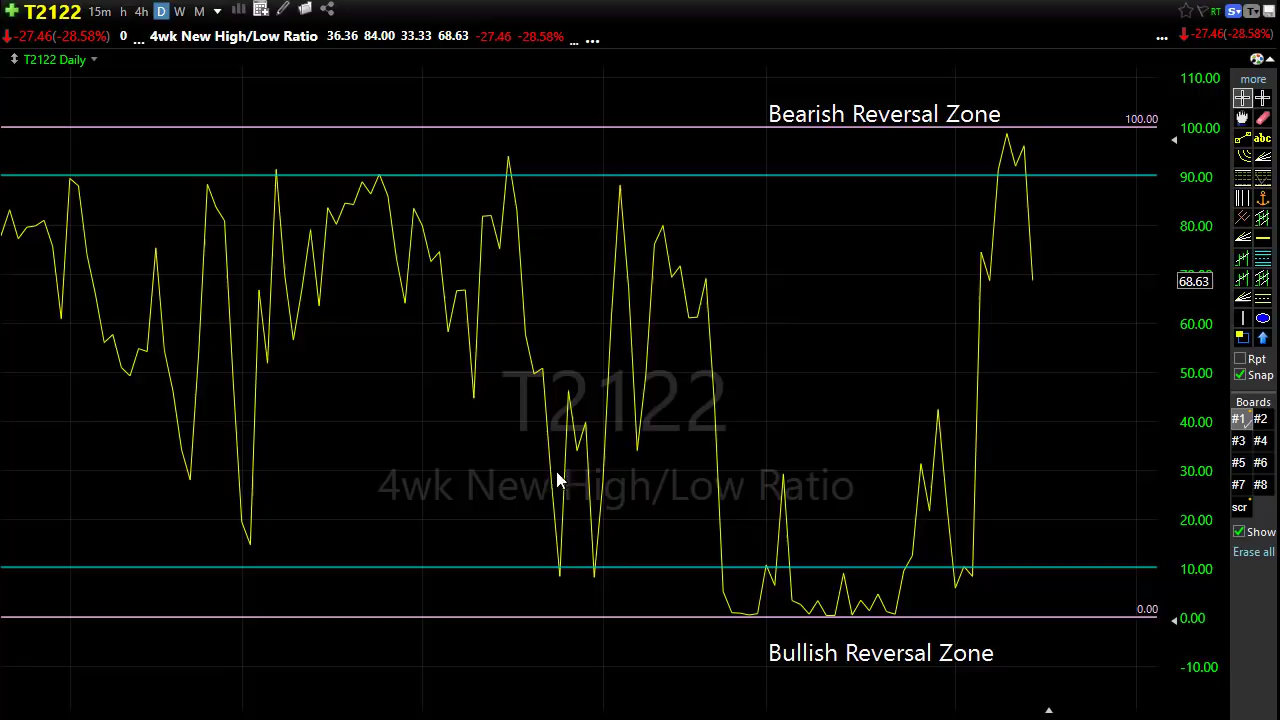 T2122 15m h 4h D W M
RT S T
-27.46(-28.58%) 0 ... 4wk New High/Low Ratio 36.36 84.00 33.33 68.63 -27.46 -28.58% ... ...
... -27.46(-28.58%)
T2122 Daily
more
110.00
Bearish Reversal Zone
100.00
100.00
abc
90.00
80.00
68.63
60.00
Rpt
Snap
50.00
T2122
Boards
#1 #2
40.00
#3 #4
30.00
#5 #6
4wk New High/Low Ratio
#7 #8
scr
20.00
Show
Erase all
10.00
0.00
0.00
Bullish Reversal Zone
-10.00